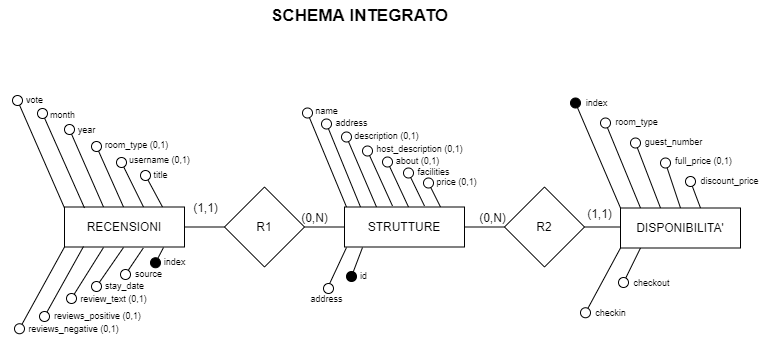 SCHEMA INTEGRATO
vote
month
year
room_type (0,1)
username (0,1)
title
RECENSIONI
index
source
stay_date
review_text (0,1)
reviews_positive (0,1)
reviews_negative (0,1)
(1,1)
R1
(0,N)
name
address
description (0,1)
host_description (0,1)
about (0,1)
facilities
price (0,1)
STRUTTURE
id
address
(0,N)
R2
(1,1)
index
room_type
guest_number
full_price (0,1)
discount_price
DISPONIBILITA'
checkout
checkin